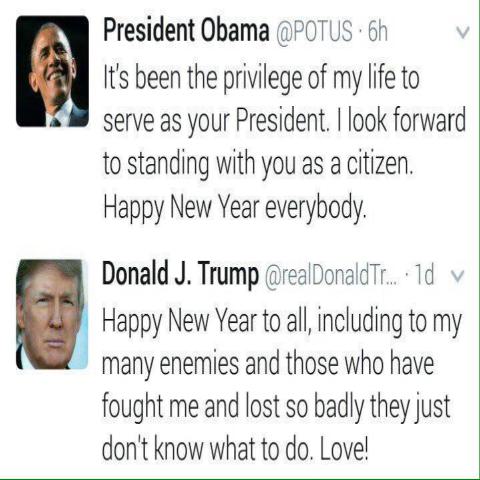 President Obama @POTUS · 6h
It's been the privilege of my life to
serve as your President. I look forward
to standing with you as a citizen.
Happy New Year everybody.
Donald J. Trump @realDonaldTr... · 1d
Happy New Year to all, including to my
many enemies and those who have
fought me and lost so badly they just
don't know what to do. Love!